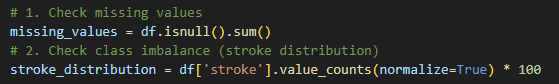 # 1. Check missing values
missing_values = df.isnull().sum()
# 2. Check class imbalance (stroke distribution)
stroke_distribution = df['stroke'].value_counts(normalize=True) * 100